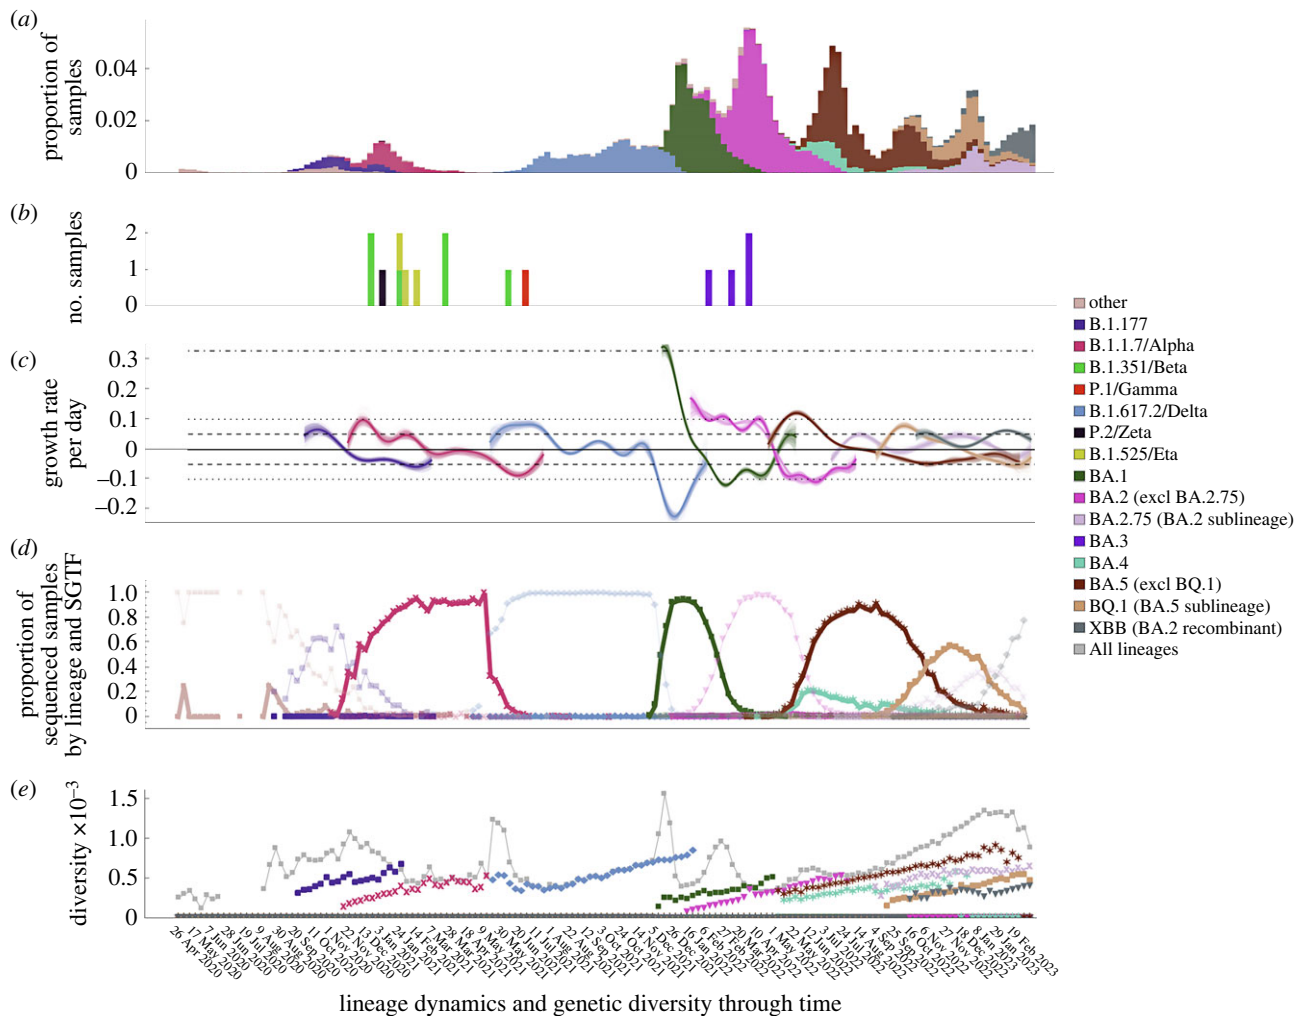 (a)
proportion of
samples
0.04
0.02
0
(b)
no. samples
2
1
0
(c)
growth rate
per day
0.3
0.2
0.1
0
−0.1
−0.2
(d)
proportion of
sequenced samples
by lineage and SGTF
1.0
0.8
0.6
0.4
0.2
0
(e)
diversity ×10−3
1.5
1.0
0.5
0
26 Apr 2020
17 May 2020
7 Jun 2020
28 Jun 2020
19 Jul 2020
9 Aug 2020
30 Aug 2020
20 Sep 2020
11 Oct 2020
1 Nov 2020
22 Nov 2020
13 Dec 2020
3 Jan 2021
24 Jan 2021
14 Feb 2021
7 Mar 2021
28 Mar 2021
18 Apr 2021
9 May 2021
30 May 2021
20 Jun 2021
11 Jul 2021
1 Aug 2021
22 Aug 2021
12 Sep 2021
3 Oct 2021
24 Oct 2021
14 Nov 2021
5 Dec 2021
26 Dec 2021
16 Jan 2022
6 Feb 2022
27 Feb 2022
20 Mar 2022
10 Apr 2022
1 May 2022
22 May 2022
12 Jun 2022
3 Jul 2022
24 Jul 2022
14 Aug 2022
4 Sep 2022
25 Sep 2022
16 Oct 2022
6 Nov 2022
27 Nov 2022
18 Dec 2022
8 Jan 2023
29 Jan 2023
19 Feb 2023
lineage dynamics and genetic diversity through time
other
B.1.177
B.1.1.7/Alpha
B.1.351/Beta
P.1/Gamma
B.1.617.2/Delta
P.2/Zeta
B.1.525/Eta
BA.1
BA.2 (excl BA.2.75)
BA.2.75 (BA.2 sublineage)
BA.3
BA.4
BA.5 (excl BQ.1)
BQ.1 (BA.5 sublineage)
XBB (BA.2 recombinant)
All lineages